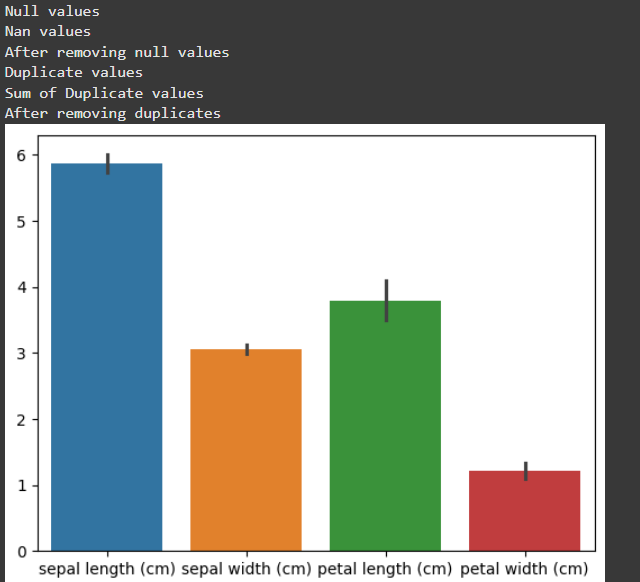 Null values
Nan values
After removing null values
Duplicate values
Sum of Duplicate values
After removing duplicates
6
5
4
3
2
1
0
sepal length (cm) sepal width (cm) petal length (cm) petal width (cm)